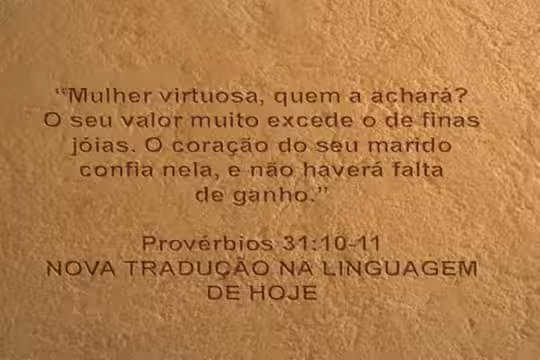 “Mulher virtuosa, quem a achará?
O seu valor muito excede o de finas
jóias. O coração do seu marido
confia nela, e não haverá falta
de ganho.”
Provérbios 31:10-11
NOVA TRADUÇÃO NA LINGUAGEM
DE HOJE